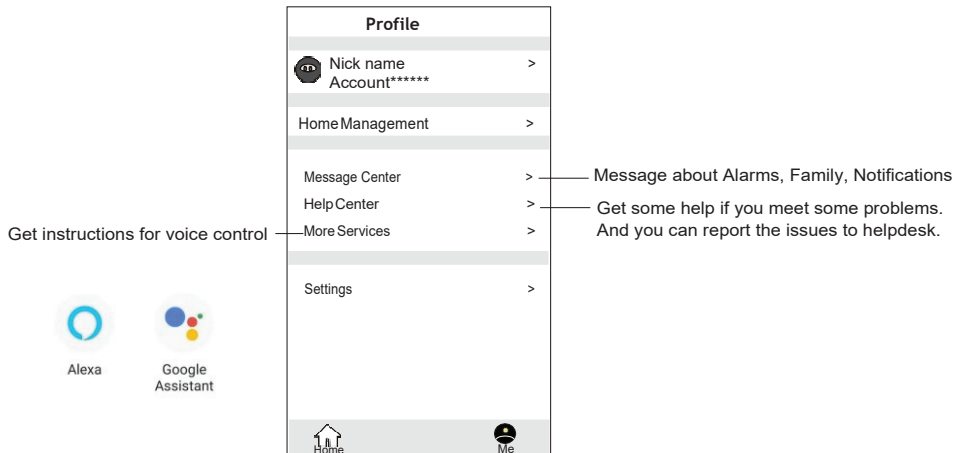 Profile
Nick name
>
Account******
Home Management
>
Message Center
>
Message about Alarms, Family, Notifications
Help Center
>
Get some help if you meet some problems.
And you can report the issues to helpdesk.
Get instructions for voice control
More Services
>
Settings
>
Alexa
Google
Assistant
Home
Me